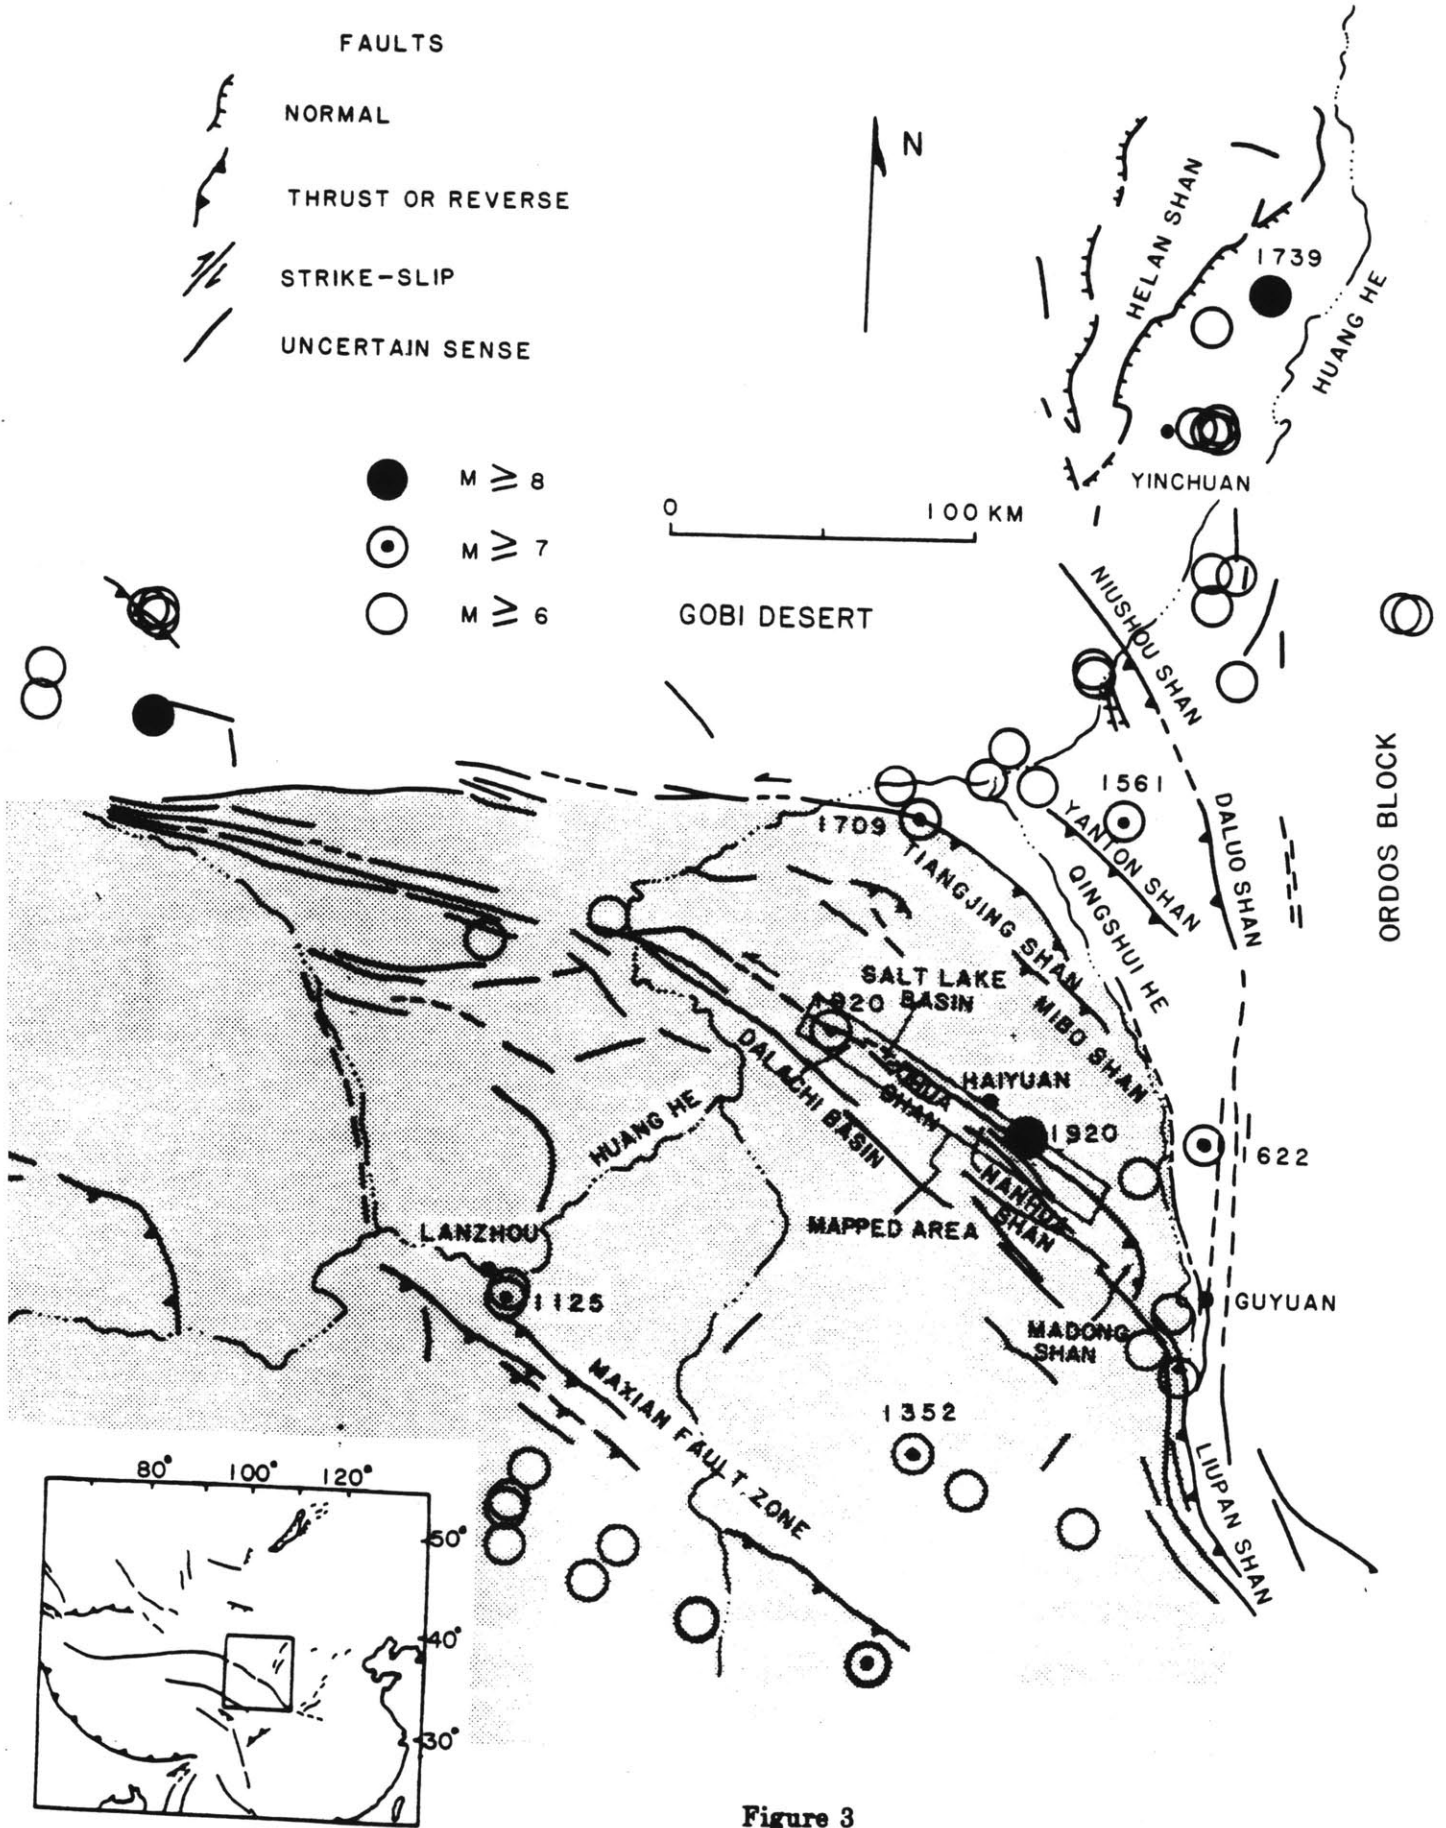 FAULTS
NORMAL
THRUST OR REVERSE
STRIKE-SLIP
UNCERTAIN SENSE
M ≥ 8
M ≥ 7
M ≥ 6
N
0
100 KM
HELAN SHAN
1739
HUANG HE
YINCHUAN
GOBI DESERT
NIUSHOU SHAN
ORDOS BLOCK
1561
1709
YANTON SHAN
DALUO SHAN
TIANGJING SHAN
QINGSHUI HE
SALT LAKE
BASIN
1920
MIBO SHAN
DALACHI BASIN
SHAN
HAIYUAN
1920
HUANG HE
1622
NANHUA
SHAN
MAPPED AREA
LANZHOU
1125
GUYUAN
MADONG
SHAN
MAXIAN FAULT ZONE
1352
LIUPAN SHAN
80°
100°
120°
50°
40°
30°
Figure 3